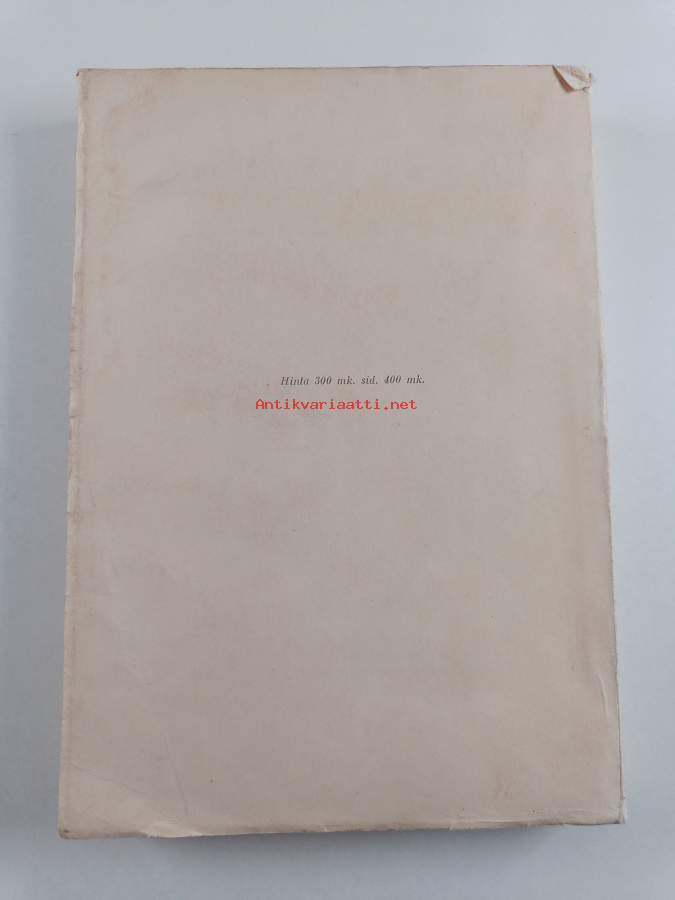 Hinta 300 mk. sid. 400 mk.
Antikvariaatti.net